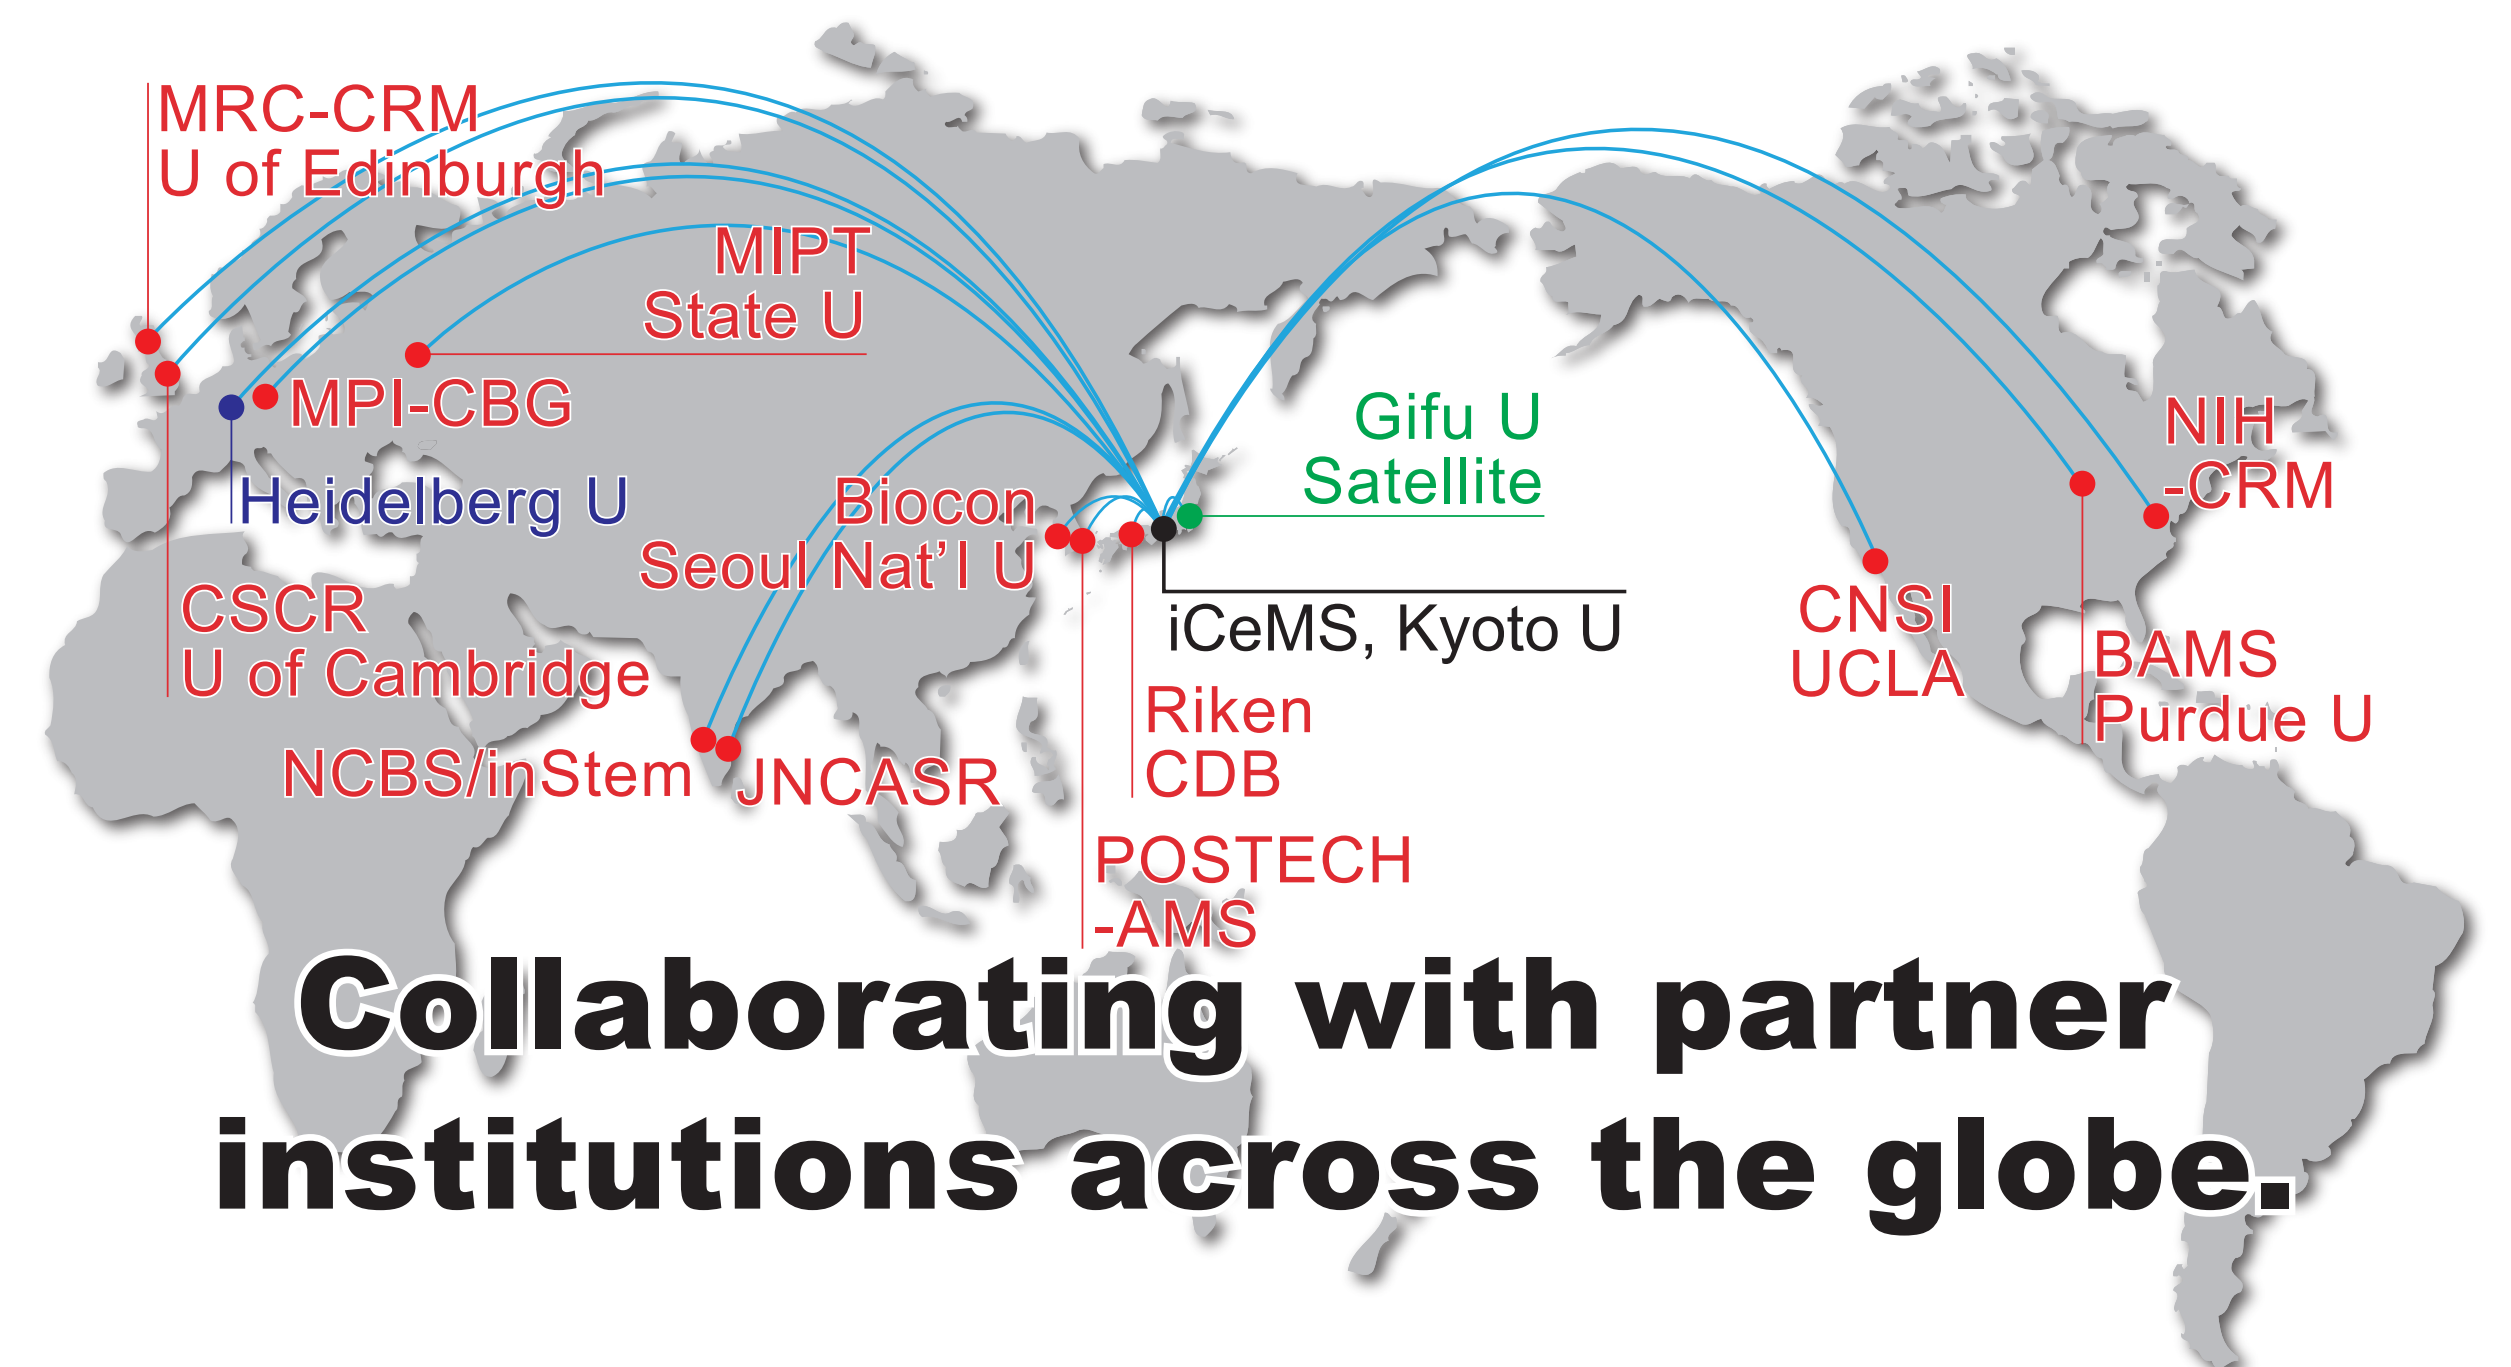 MRC-CRM
U of Edinburgh
MIPT
State U
MPI-CBG
Heidelberg U
CSCR
U of Cambridge
NCBS/inStem
JNCASR
Biocon
Seoul Nat’l U
Gifu U
Satellite
iCeMS, Kyoto U
Riken
CDB
POSTECH
-AMS
CNSI
UCLA
NIH
-CRM
BAMS
Purdue U
Collaborating with partner
institutions across the globe.